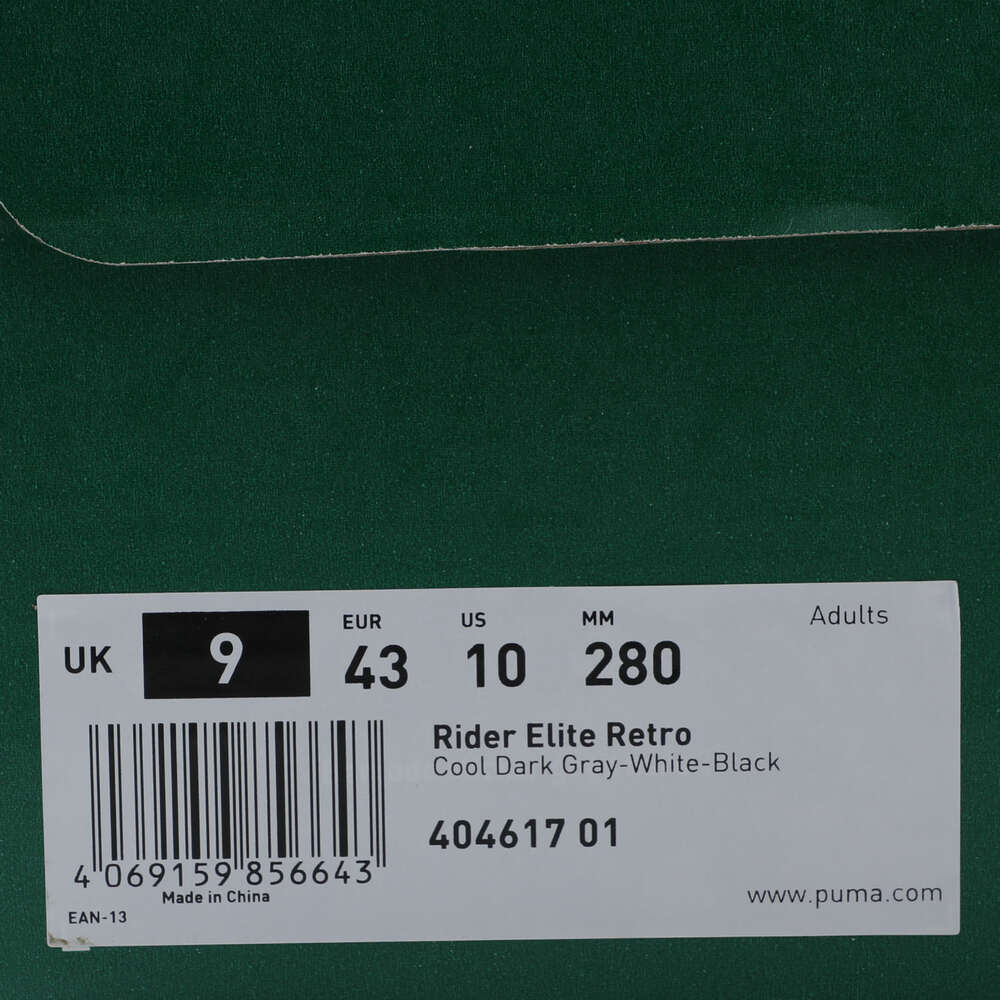 UK 9
EUR 43
US 10
MM 280
Adults
Rider Elite Retro
Cool Dark Gray-White-Black
404617 01
4 069159 856643
Made in China
EAN-13
www.puma.com